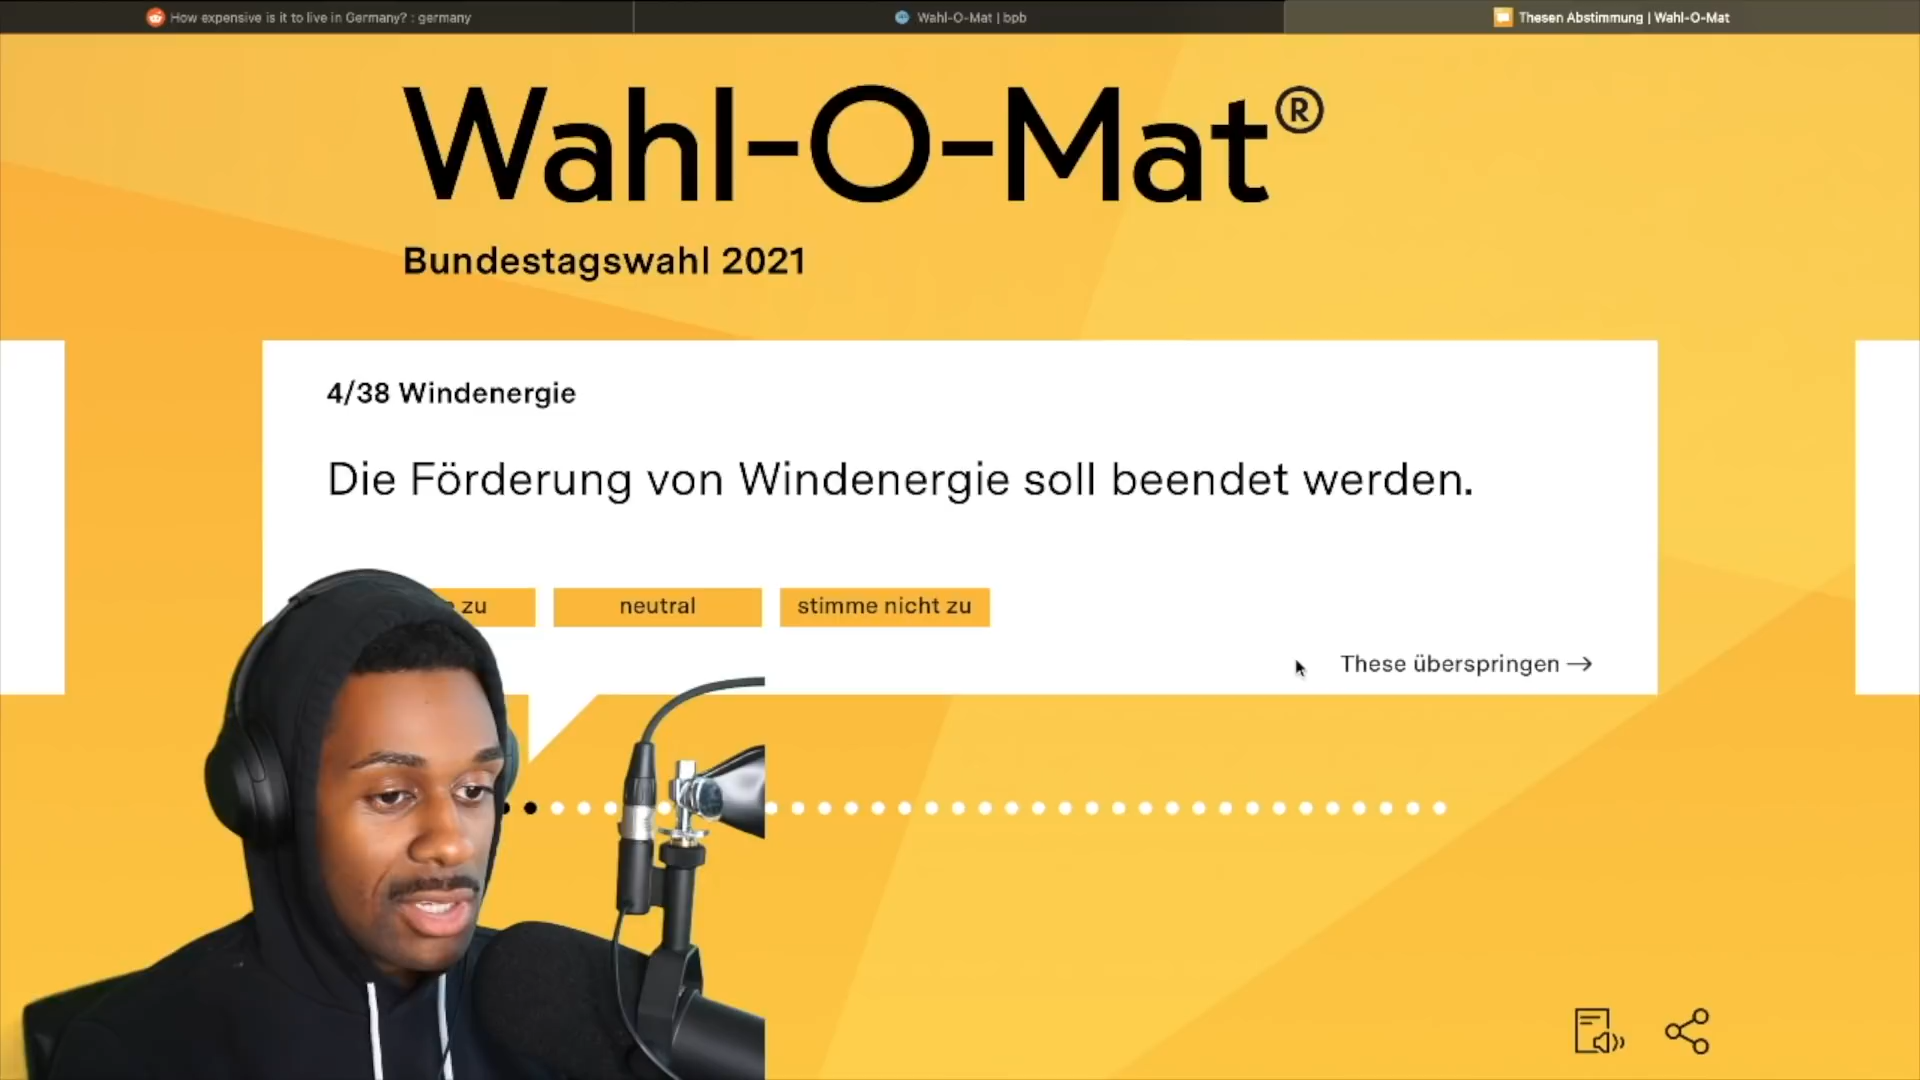 How expensive is it to live in Germany? : germany
Wahl-O-Mat | bpb
Thesen Abstimmung | Wahl-O-Mat
Wahl-O-Mat®
Bundestagswahl 2021
4/38 Windenergie
Die Förderung von Windenergie soll beendet werden.
zu
neutral
stimme nicht zu
These überspringen →